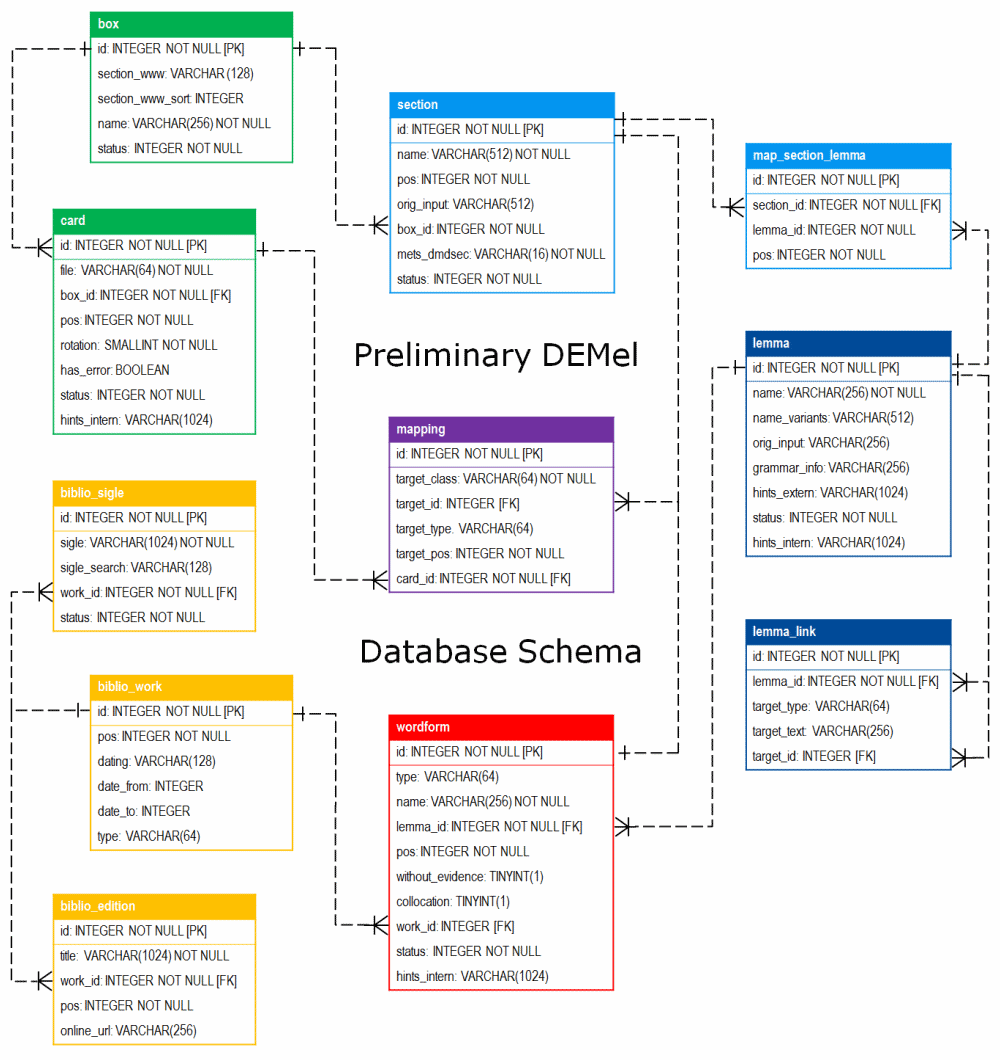 box
id: INTEGER NOT NULL [PK]
section_www: VARCHAR (128)
section_www_sort: INTEGER
name: VARCHAR(256) NOT NULL
status: INTEGER NOT NULL
card
id: INTEGER NOT NULL [PK]
file: VARCHAR(64) NOT NULL
box_id: INTEGER NOT NULL [FK]
pos: INTEGER NOT NULL
rotation: SMALLINT NOT NULL
has_error: BOOLEAN
status: INTEGER NOT NULL
hints_intern: VARCHAR(1024)
biblio_sigle
id: INTEGER NOT NULL [PK]
sigle: VARCHAR(1024) NOT NULL
sigle_search: VARCHAR(128)
work_id: INTEGER NOT NULL [FK]
status: INTEGER NOT NULL
biblio_work
id: INTEGER NOT NULL [PK]
pos: INTEGER NOT NULL
dating: VARCHAR(128)
date_from: INTEGER
date_to: INTEGER
type: VARCHAR(64)
biblio_edition
id: INTEGER NOT NULL [PK]
title: VARCHAR(1024) NOT NULL
work_id: INTEGER NOT NULL [FK]
pos: INTEGER NOT NULL
online_url: VARCHAR(256)
section
id: INTEGER NOT NULL [PK]
name: VARCHAR(512) NOT NULL
pos: INTEGER NOT NULL
orig_input: VARCHAR(512)
box_id: INTEGER NOT NULL
mets_dmdsec: VARCHAR(16) NOT NULL
status: INTEGER NOT NULL
Preliminary DEMel
mapping
id: INTEGER NOT NULL [PK]
target_class: VARCHAR(64) NOT NULL
target_id: INTEGER [FK]
target_type: VARCHAR(64)
target_pos: INTEGER NOT NULL
card_id: INTEGER NOT NULL [FK]
Database Schema
wordform
id: INTEGER NOT NULL [PK]
type: VARCHAR(64)
name: VARCHAR(256) NOT NULL
lemma_id: INTEGER NOT NULL [FK]
pos: INTEGER NOT NULL
without_evidence: TINYINT(1)
collocation: TINYINT(1)
work_id: INTEGER [FK]
status: INTEGER NOT NULL
hints_intern: VARCHAR(1024)
map_section_lemma
id: INTEGER NOT NULL [PK]
section_id: INTEGER NOT NULL [FK]
lemma_id: INTEGER NOT NULL
pos: INTEGER NOT NULL
lemma
id: INTEGER NOT NULL [PK]
name: VARCHAR(256) NOT NULL
name_variants: VARCHAR(512)
orig_input: VARCHAR(256)
grammar_info: VARCHAR(256)
hints_extern: VARCHAR(1024)
status: INTEGER NOT NULL
hints_intern: VARCHAR(1024)
lemma_link
id: INTEGER NOT NULL [PK]
lemma_id: INTEGER NOT NULL [FK]
target_type: VARCHAR(64)
target_text: VARCHAR(256)
target_id: INTEGER [FK]